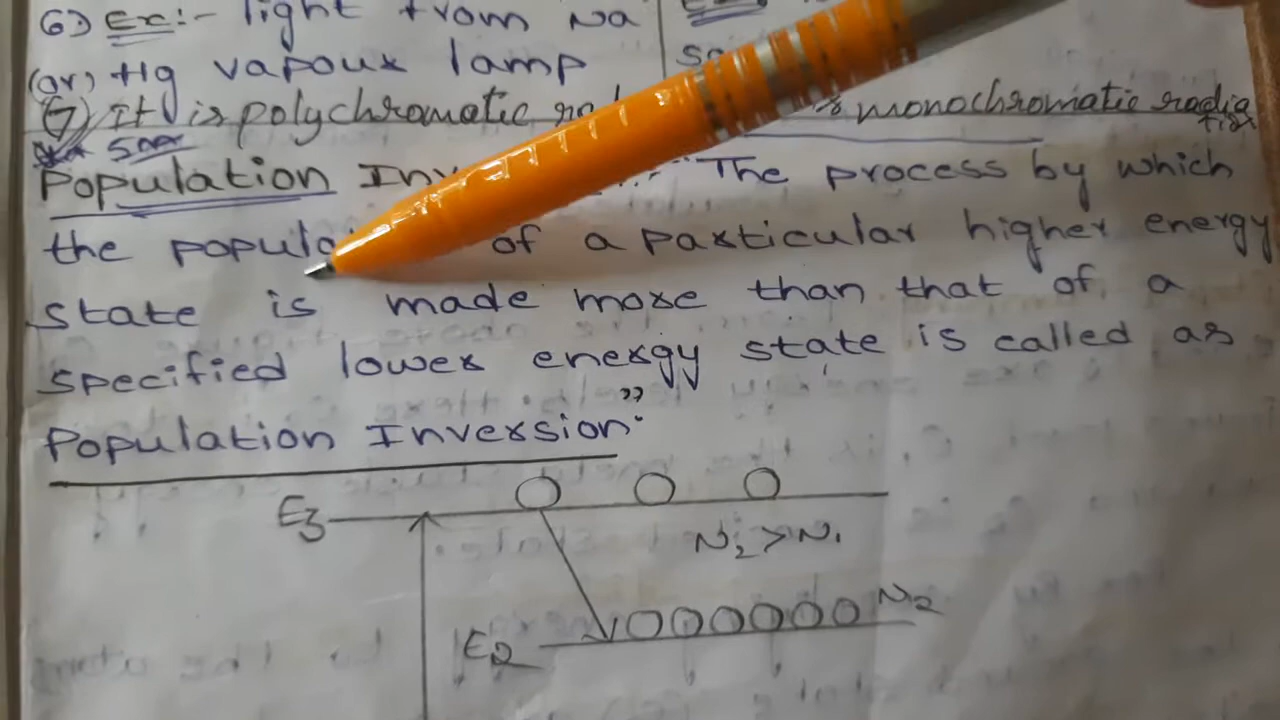 6) Ex:- light from Na
(or) Hg vapour lamp
(7) It is polychromatic monochromatic radia
tion
Population The process by which
the of a particular higher energy
state is made more than that of a
specified lower energy state is called as
Population Inversion".
E3
N2 > N1
E2 N2